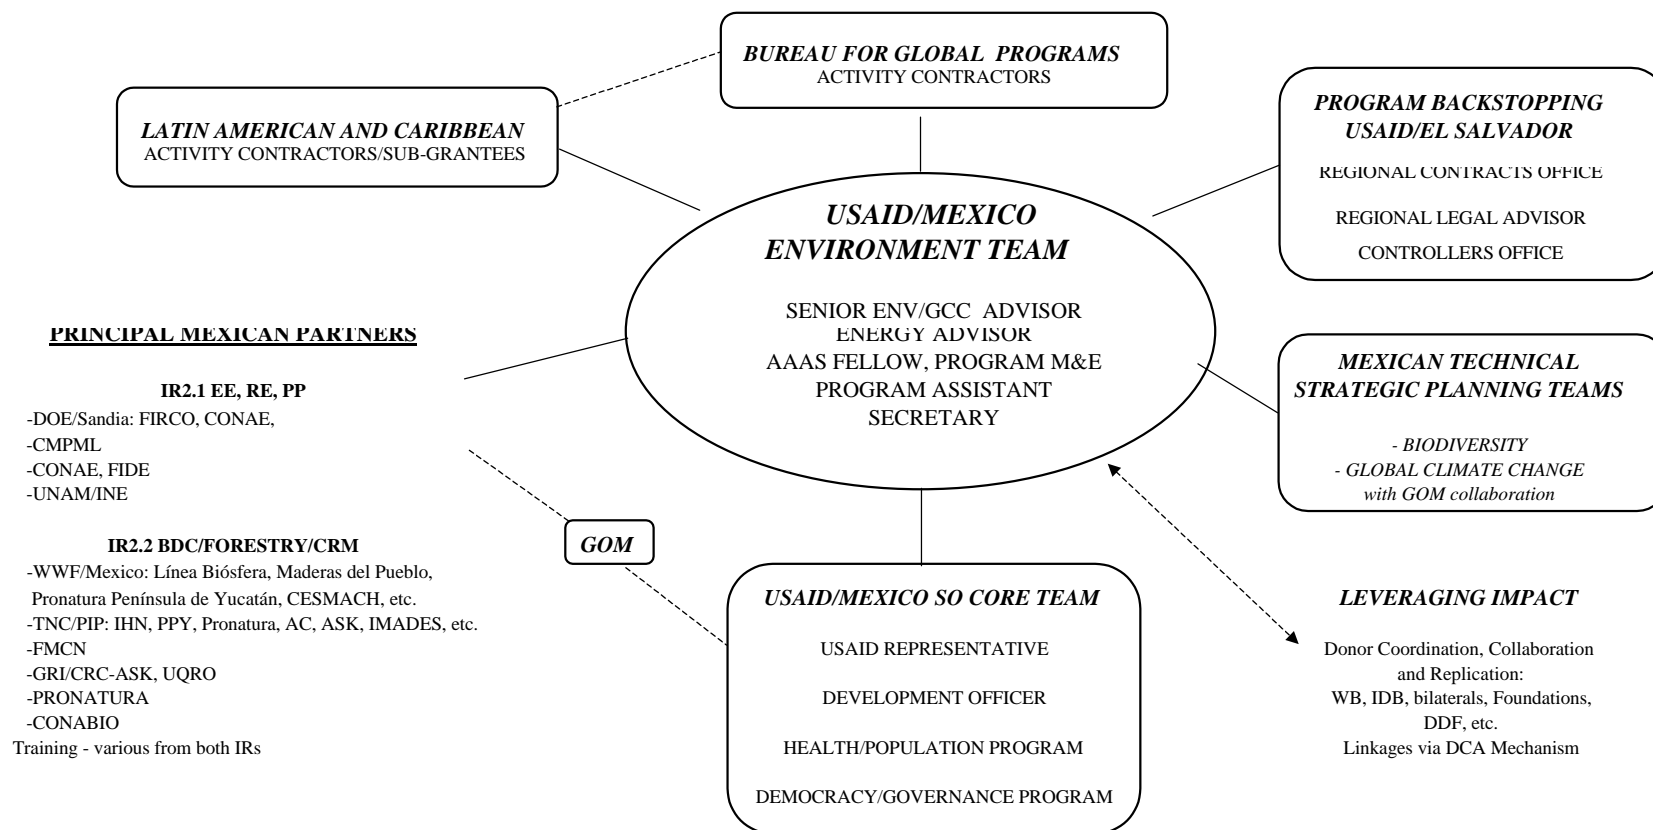 BUREAU FOR GLOBAL PROGRAMS
ACTIVITY CONTRACTORS
LATIN AMERICAN AND CARIBBEAN
ACTIVITY CONTRACTORS/SUB-GRANTEES
PROGRAM BACKSTOPPING
USAID/EL SALVADOR
REGIONAL CONTRACTS OFFICE
REGIONAL LEGAL ADVISOR
CONTROLLERS OFFICE
USAID/MEXICO
ENVIRONMENT TEAM
SENIOR ENV/GCC ADVISOR
ENERGY ADVISOR
AAAS FELLOW, PROGRAM M&E
PROGRAM ASSISTANT
SECRETARY
PRINCIPAL MEXICAN PARTNERS
IR2.1 EE, RE, PP
-DOE/Sandia: FIRCO, CONAE,
-CMPML
-CONAE, FIDE
-UNAM/INE
IR2.2 BDC/FORESTRY/CRM
-WWF/Mexico: Línea Biósfera, Maderas del Pueblo,
Pronatura Península de Yucatán, CESMACH, etc.
-TNC/PIP: IHN, PPY, Pronatura, AC, ASK, IMADES, etc.
-FMCN
-GRI/CRC-ASK, UQRO
-PRONATURA
-CONABIO
Training - various from both IRs
GOM
MEXICAN TECHNICAL
STRATEGIC PLANNING TEAMS
- BIODIVERSITY
- GLOBAL CLIMATE CHANGE
with GOM collaboration
USAID/MEXICO SO CORE TEAM
USAID REPRESENTATIVE
DEVELOPMENT OFFICER
HEALTH/POPULATION PROGRAM
DEMOCRACY/GOVERNANCE PROGRAM
LEVERAGING IMPACT
Donor Coordination, Collaboration
and Replication:
WB, IDB, bilaterals, Foundations,
DDF, etc.
Linkages via DCA Mechanism